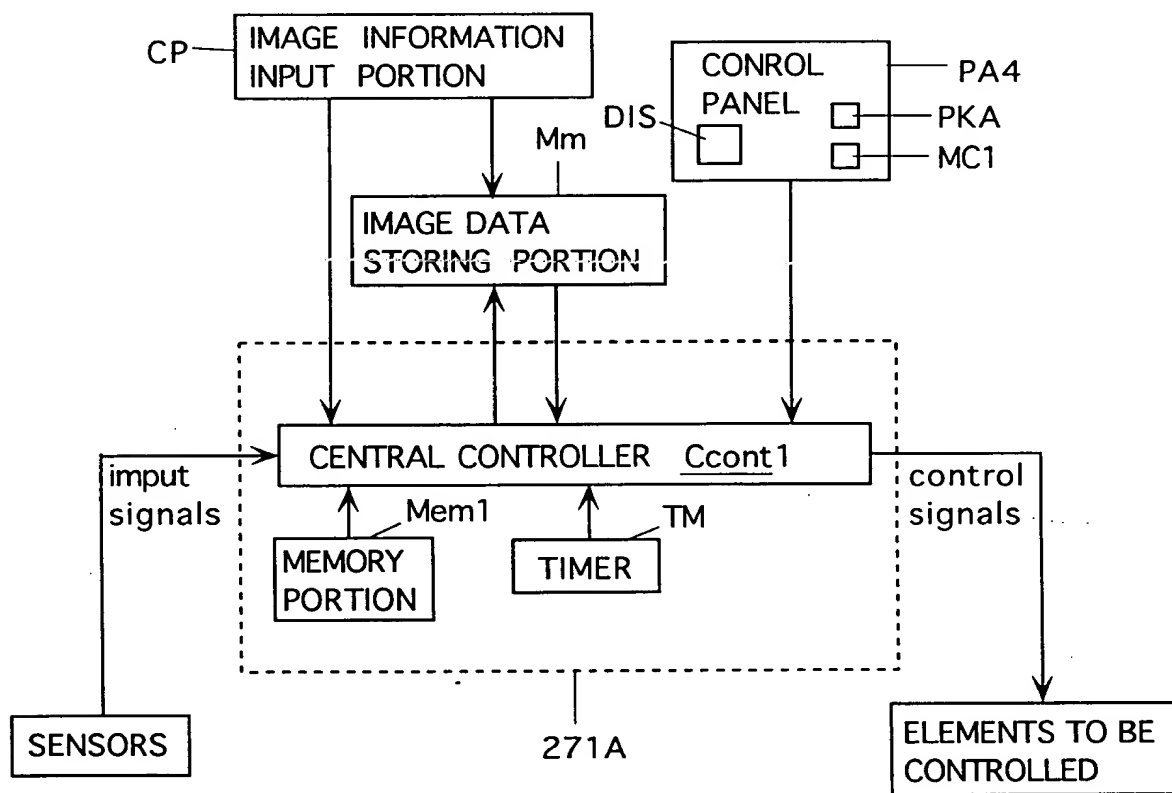 CP
IMAGE INFORMATION
INPUT PORTION
CONROL
PANEL
PA4
PKA
MC1
DIS
Mm
IMAGE DATA
STORING PORTION
CENTRAL CONTROLLER Ccont1
imput
signals
control
signals
Mem1
TM
MEMORY
PORTION
TIMER
SENSORS
271A
ELEMENTS TO BE
CONTROLLED